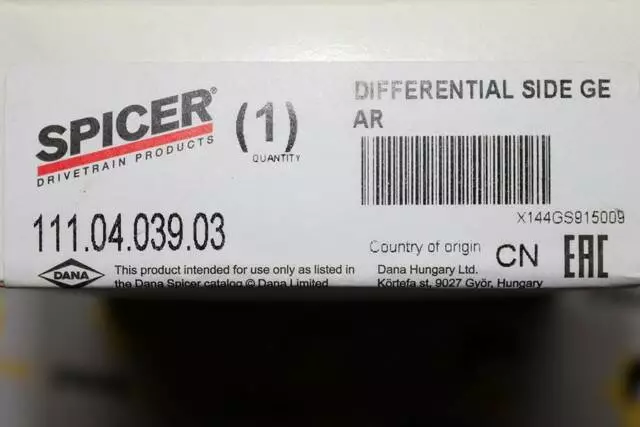 SPICER®
DRIVETRAIN PRODUCTS
(1)
QUANTITY
DIFFERENTIAL SIDE GE
AR
X144GS915009
111.04.039.03
Country of origin CN
EAC
DANA
This product intended for use only as listed in
the Dana Spicer catalog © Dana Limited
Dana Hungary Ltd.
Körtefa st, 9027 Győr, Hungary